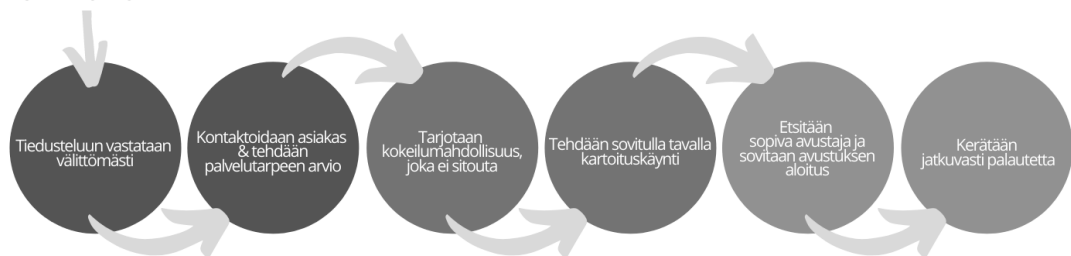 Tiedusteluun vastataan
välittömästi
Kontaktoidaan asiakas
& tehdään
palvelutarpeen arvio
Tarjotaan
kokeilumahdollisuus,
joka ei sitouta
Tehdään sovitulla tavalla
kartoituskäynti
Etsitään
sopiva avustaja ja
sovitaan avustuksen
aloitus
Kerätään
jatkuvasti palautetta